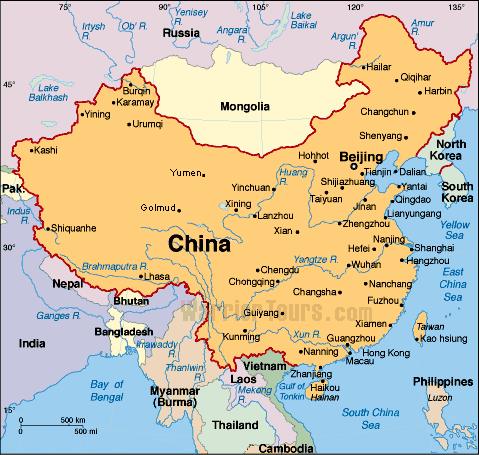 75°
90°
105°
120°
135°
Irtysh
R.
Ob' R.
Yenisey
R.
Angara
R.
Lake
Baikal
Argun'
R.
Amur
R.
Russia
45°
Lake
Balkhash
Hailar
Qiqihar
Harbin
Burqin
Karamay
Mongolia
Changchun
Yining
Urumqi
Shenyang
Kashi
Hohhot
Beijing
North
Korea
Huang
R.
Tianjin
Dalian
Yumen
Shijiazhuang
Pak.
Yinchuan
Yantai
South
Korea
Taiyuan
Jinan
Qingdao
Indus
R.
Golmud
Xining
Lanzhou
Lianyungang
Shiquanhe
Xian
Zhengzhou
Yellow
Sea
30°
China
Nanjing
Hefei
Shanghai
Brahmaputra R.
Yangtze R.
Wuhan
Hangzhou
Lhasa
Chengdu
East
China
Sea
Nepal
Chongqing
Changsha
Nanchang
Bhutan
WarriorTours.com
Fuzhou
Ganges R.
Guiyang
Xiamen
Taiwan
Bangladesh
Kunming
Xun R.
Kao hsiung
India
Irrawaddy
R.
Guangzhou
Nanning
Hong Kong
Macau
Thalwin
R.
Vietnam
Zhanjiang
Laos
Gulf of
Tonkin
Haikou
Hainan
Philippines
Luzon
Bay of
Bengal
Myanmar
(Burma)
Mekong
R.
15°
South China
Sea
0
500 km
0
500 mi
Thailand
Cambodia